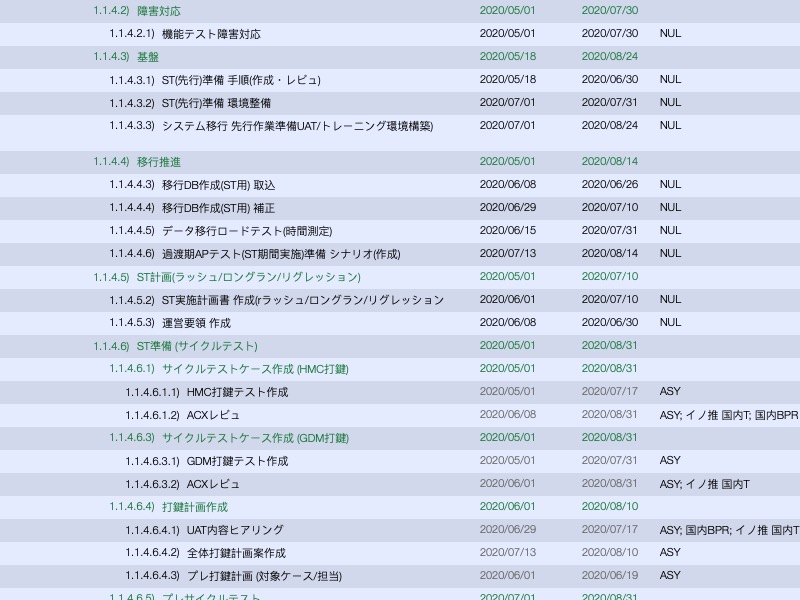 1.1.4.2) 障害対応 2020/05/01 2020/07/30
1.1.4.2.1) 機能テスト障害対応 2020/05/01 2020/07/30 NUL
1.1.4.3) 基盤 2020/05/18 2020/08/24
1.1.4.3.1) ST(先行)準備 手順(作成・レビュ) 2020/05/18 2020/06/30 NUL
1.1.4.3.2) ST(先行)準備 環境整備 2020/07/01 2020/07/31 NUL
1.1.4.3.3) システム移行 先行作業準備UAT/トレーニング環境構築) 2020/07/01 2020/08/24 NUL
1.1.4.4) 移行推進 2020/05/01 2020/08/14
1.1.4.4.3) 移行DB作成(ST用) 取込 2020/06/08 2020/06/26 NUL
1.1.4.4.4) 移行DB作成(ST用) 補正 2020/06/29 2020/07/10 NUL
1.1.4.4.5) データ移行ロードテスト(時間測定) 2020/06/15 2020/07/31 NUL
1.1.4.4.6) 過渡期APテスト(ST期間実施)準備 シナリオ(作成) 2020/07/13 2020/08/14 NUL
1.1.4.5) ST計画(ラッシュ/ロングラン/リグレッション) 2020/05/01 2020/07/10
1.1.4.5.2) ST実施計画書 作成(rラッシュ/ロングラン/リグレッション 2020/06/01 2020/07/10 NUL
1.1.4.5.3) 運営要領 作成 2020/06/08 2020/06/30 NUL
1.1.4.6) ST準備 (サイクルテスト) 2020/05/01 2020/08/31
1.1.4.6.1) サイクルテストケース作成 (HMC打鍵) 2020/05/01 2020/08/31
1.1.4.6.1.1) HMC打鍵テスト作成 2020/05/01 2020/07/17 ASY
1.1.4.6.1.2) ACXレビュ 2020/06/08 2020/08/31 ASY; イノ推 国内T; 国内BPR
1.1.4.6.3) サイクルテストケース作成 (GDM打鍵) 2020/05/01 2020/08/31
1.1.4.6.3.1) GDM打鍵テスト作成 2020/05/01 2020/07/31 ASY
1.1.4.6.3.2) ACXレビュ 2020/06/01 2020/08/31 ASY; イノ推 国内T
1.1.4.6.4) 打鍵計画作成 2020/06/01 2020/08/10
1.1.4.6.4.1) UAT内容ヒアリング 2020/06/29 2020/07/17 ASY; 国内BPR; イノ推 国内T
1.1.4.6.4.2) 全体打鍵計画案作成 2020/07/13 2020/08/10 ASY
1.1.4.6.4.3) プレ打鍵計画 (対象ケース/担当) 2020/06/01 2020/06/19 ASY
1.1.4.6.5) プレサイクルテスト 2020/07/01 2020/08/31